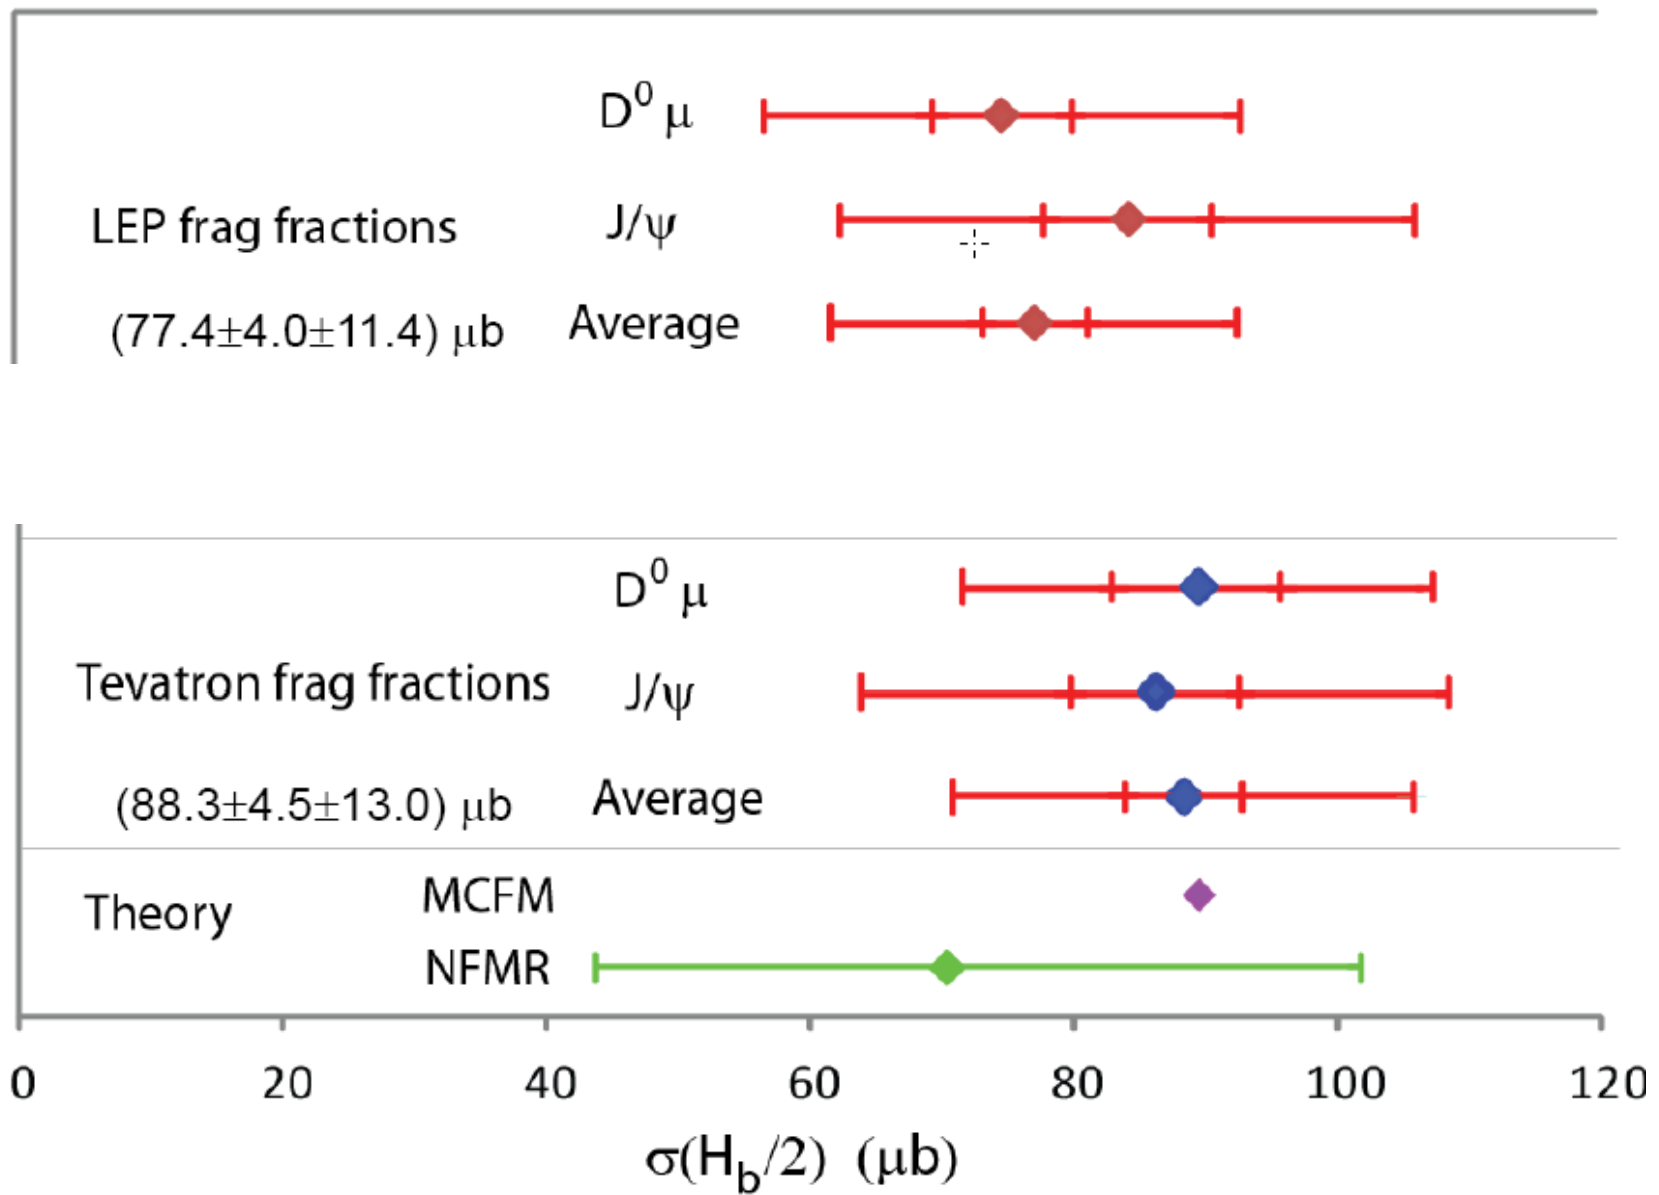 D⁰ μ
LEP frag fractions J/ψ
(77.4±4.0±11.4) μb Average
D⁰ μ
Tevatron frag fractions J/ψ
(88.3±4.5±13.0) μb Average
Theory MCFM
NFMR
0 20 40 60 80 100 120
σ(H_b/2) (μb)